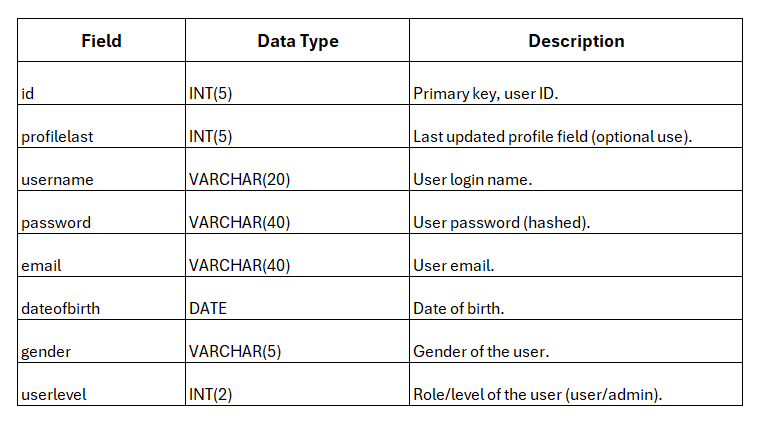 Field Data Type Description
id INT(5) Primary key, user ID.
profilelast INT(5) Last updated profile field (optional use).
username VARCHAR(20) User login name.
password VARCHAR(40) User password (hashed).
email VARCHAR(40) User email.
dateofbirth DATE Date of birth.
gender VARCHAR(5) Gender of the user.
userlevel INT(2) Role/level of the user (user/admin).